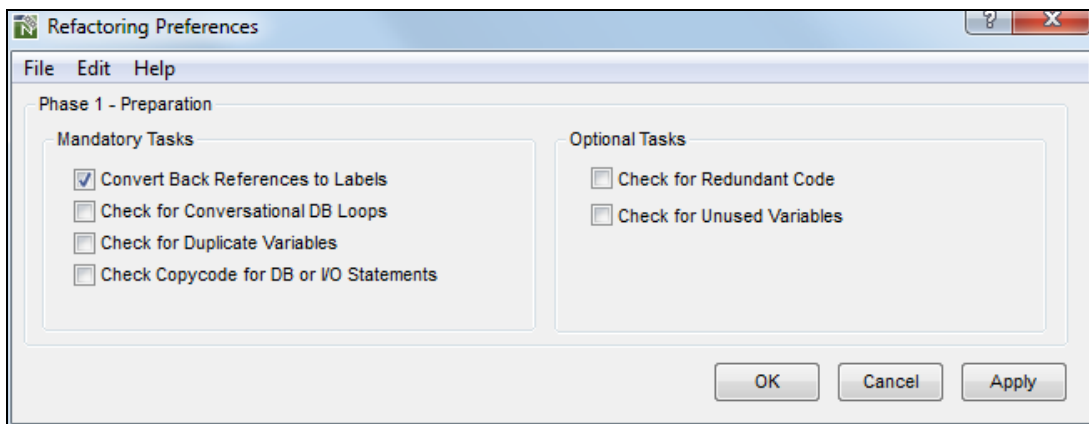 Refactoring Preferences
File Edit Help
Phase 1 - Preparation
Mandatory Tasks
Convert Back References to Labels
Check for Conversational DB Loops
Check for Duplicate Variables
Check Copycode for DB or I/O Statements
Optional Tasks
Check for Redundant Code
Check for Unused Variables
OK Cancel Apply